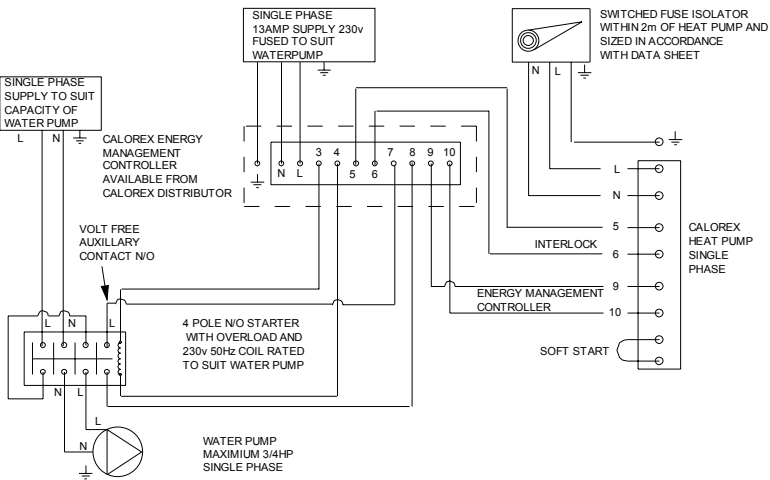 SINGLE PHASE
13AMP SUPPLY 230v
FUSED TO SUIT
WATERPUMP
SWITCHED FUSE ISOLATOR
WITHIN 2m OF HEAT PUMP AND
SIZED IN ACCORDANCE
WITH DATA SHEET
N L
SINGLE PHASE
SUPPLY TO SUIT
CAPACITY OF
WATER PUMP
L N
CALOREX ENERGY
MANAGEMENT
CONTROLLER
AVAILABLE FROM
CALOREX DISTRIBUTOR
N L 3 4 5 6 7 8 9 10
L
N
5
INTERLOCK 6
9
ENERGY MANAGEMENT
CONTROLLER 10
SOFT START
CALOREX
HEAT PUMP
SINGLE
PHASE
VOLT FREE
AUXILLARY
CONTACT N/O
L N L
4 POLE N/O STARTER
WITH OVERLOAD AND
230v 50Hz COIL RATED
TO SUIT WATER PUMP
N L
L
N
WATER PUMP
MAXIMIUM 3/4HP
SINGLE PHASE